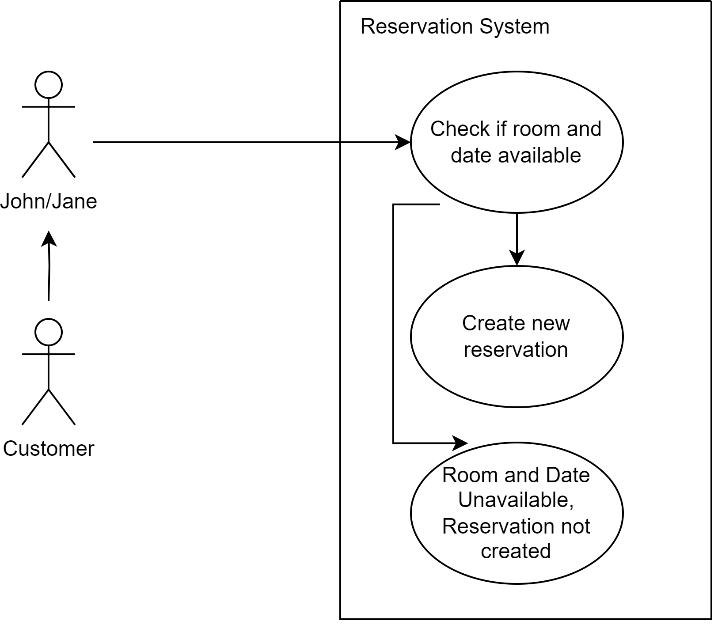 Reservation System
Check if room and
date available
John/Jane
Create new
reservation
Customer
Room and Date
Unavailable,
Reservation not
created